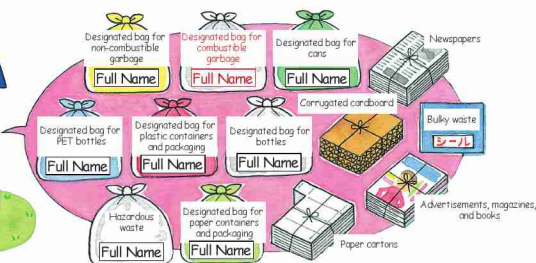 Designated bag for
non-combustible
garbage
Full Name
Designated bag for
combustible
garbage
Full Name
Designated bag for
cans
Full Name
Newspapers
Designated bag for
PET bottles
Full Name
Designated bag for
plastic containers
and packaging
Full Name
Designated bag for
bottles
Full Name
Corrugated cardboard
Bulky waste
シール
Hazardous
waste
Full Name
Designated bag for
paper containers
and packaging
Full Name
Paper cartons
Advertisements, magazines,
and books